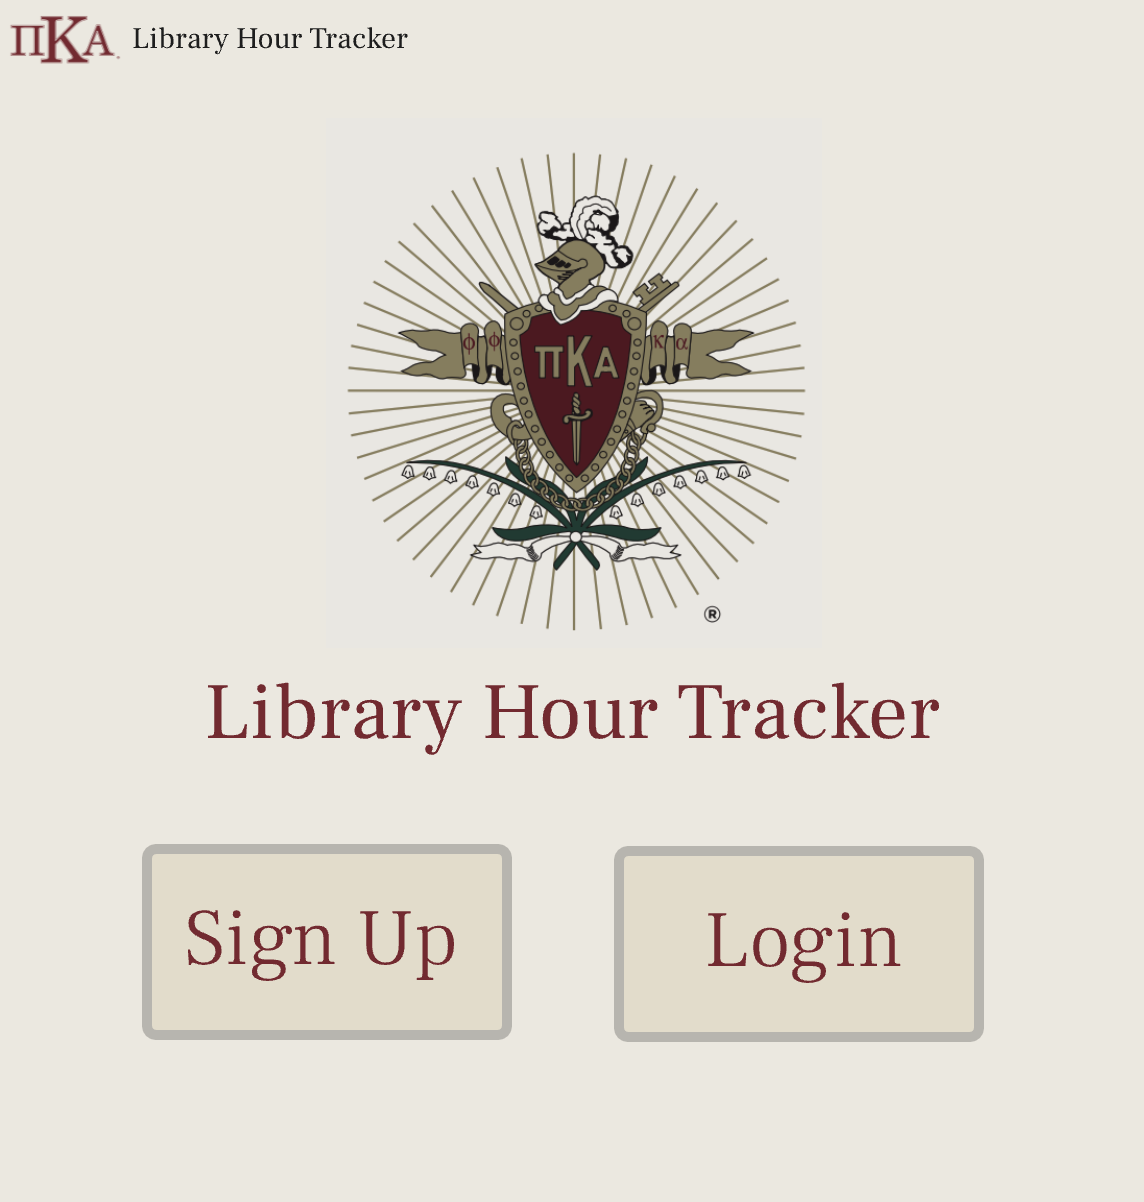 ΠΚΑ Library Hour Tracker
Φ Φ Κ α
ΠΚΑ
®
Library Hour Tracker
Sign Up Login